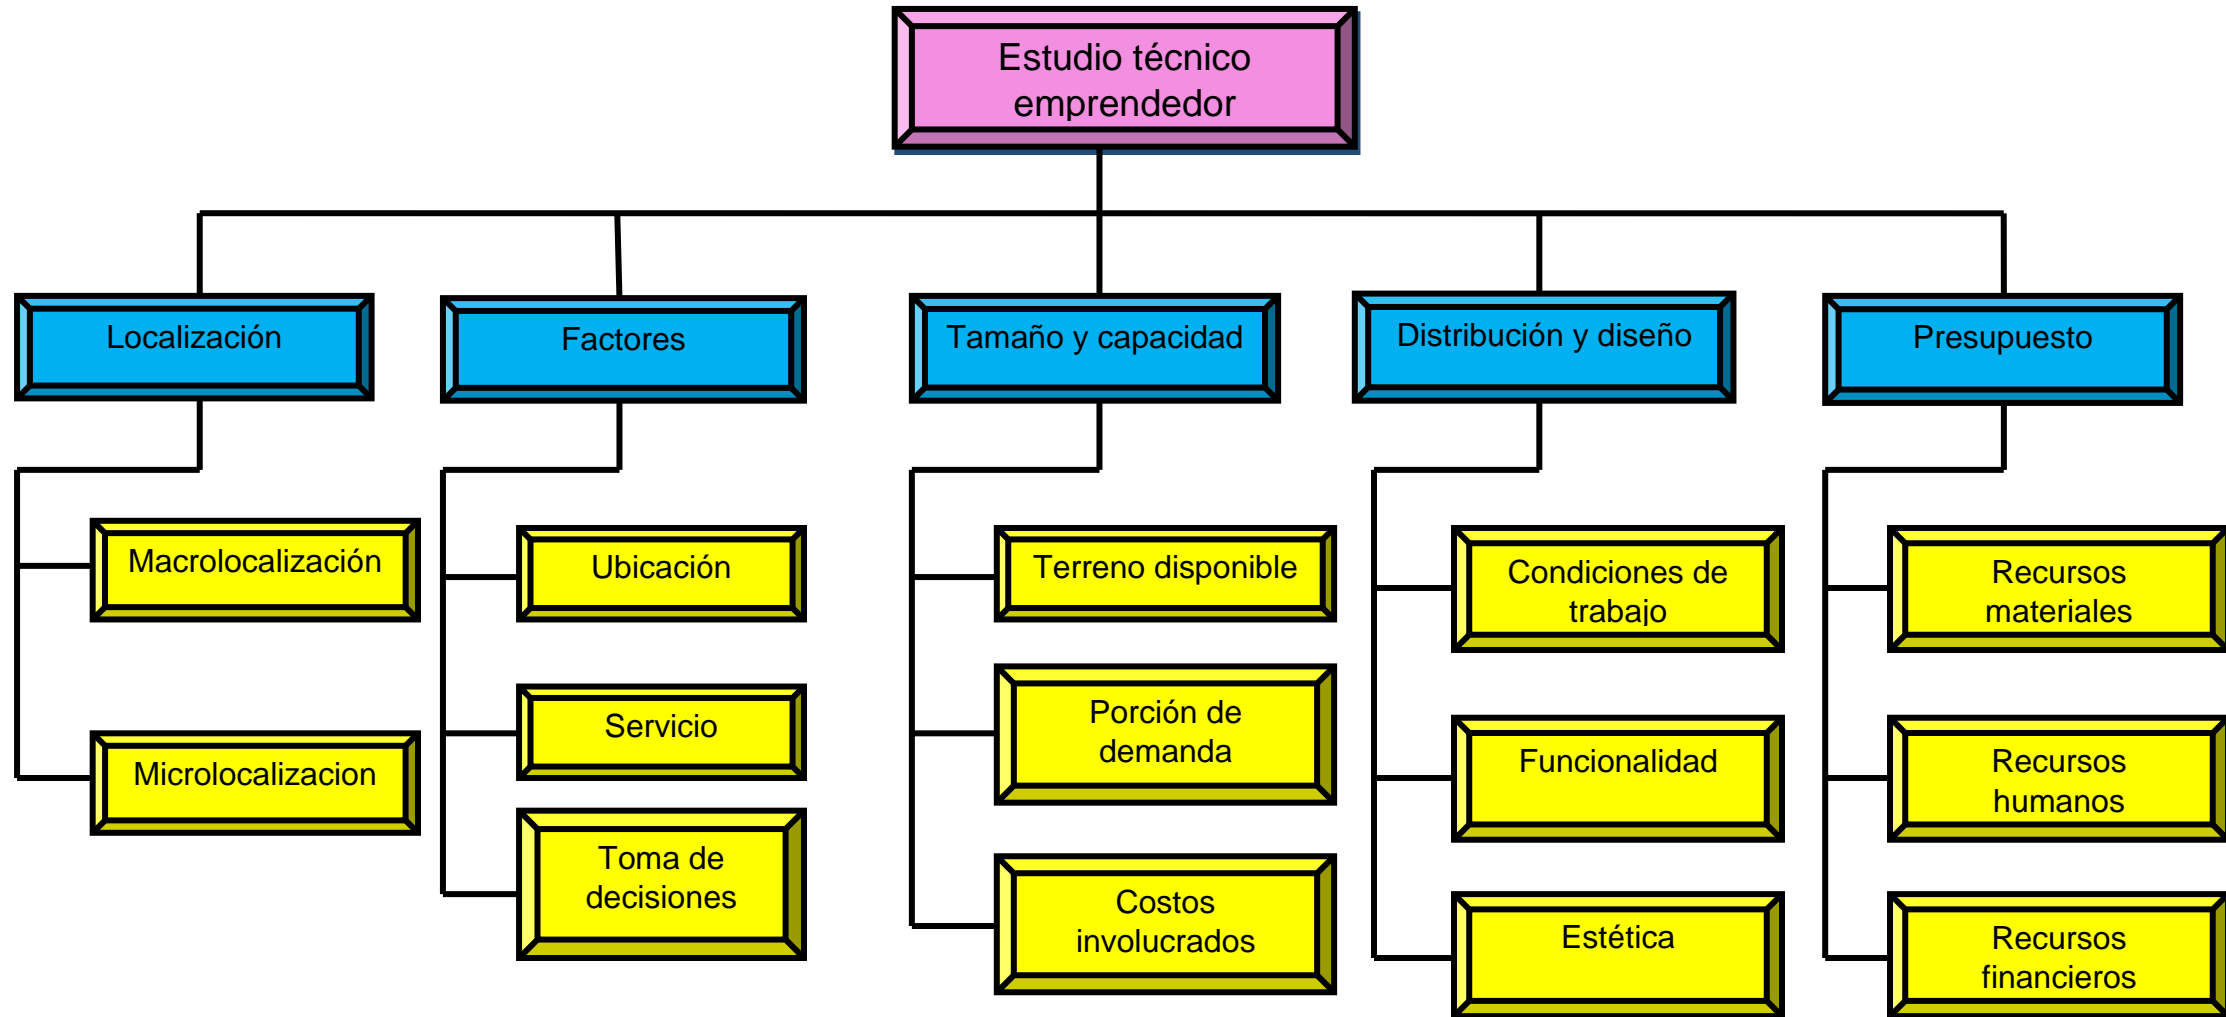 Estudio técnico
emprendedor
Localización
Factores
Tamaño y capacidad
Distribución y diseño
Presupuesto
Macrolocalización
Microlocalizacion
Ubicación
Servicio
Toma de
decisiones
Terreno disponible
Porción de
demanda
Costos
involucrados
Condiciones de
trabajo
Funcionalidad
Estética
Recursos
materiales
Recursos
humanos
Recursos
financieros